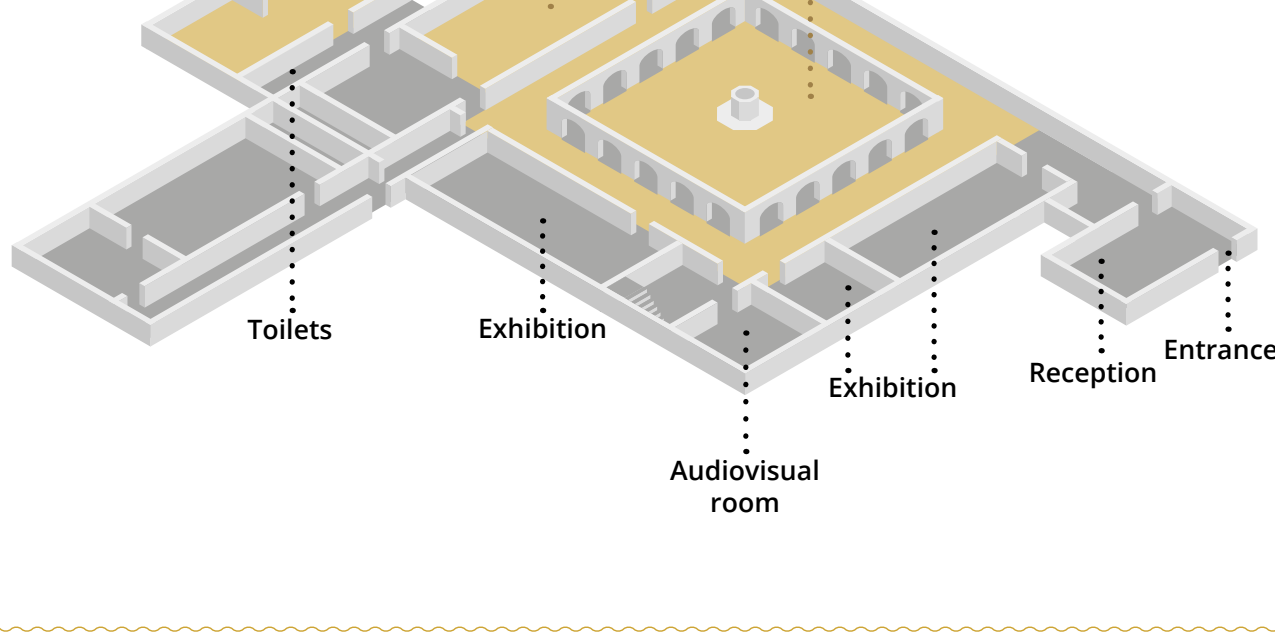 Toilets
Exhibition
Exhibition
Reception
Entrance
Audiovisual
room